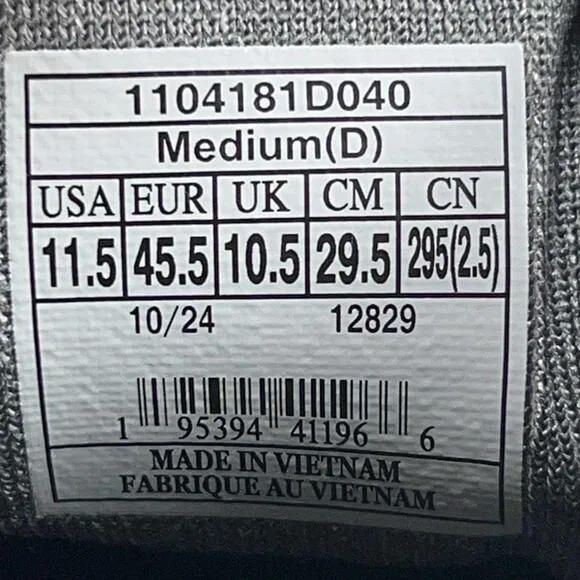 1104181D040
Medium(D)
USA EUR UK CM CN
11.5 45.5 10.5 29.5 295(2.5)
10/24 12829
1 95394 41196 6
MADE IN VIETNAM
FABRIQUE AU VIETNAM